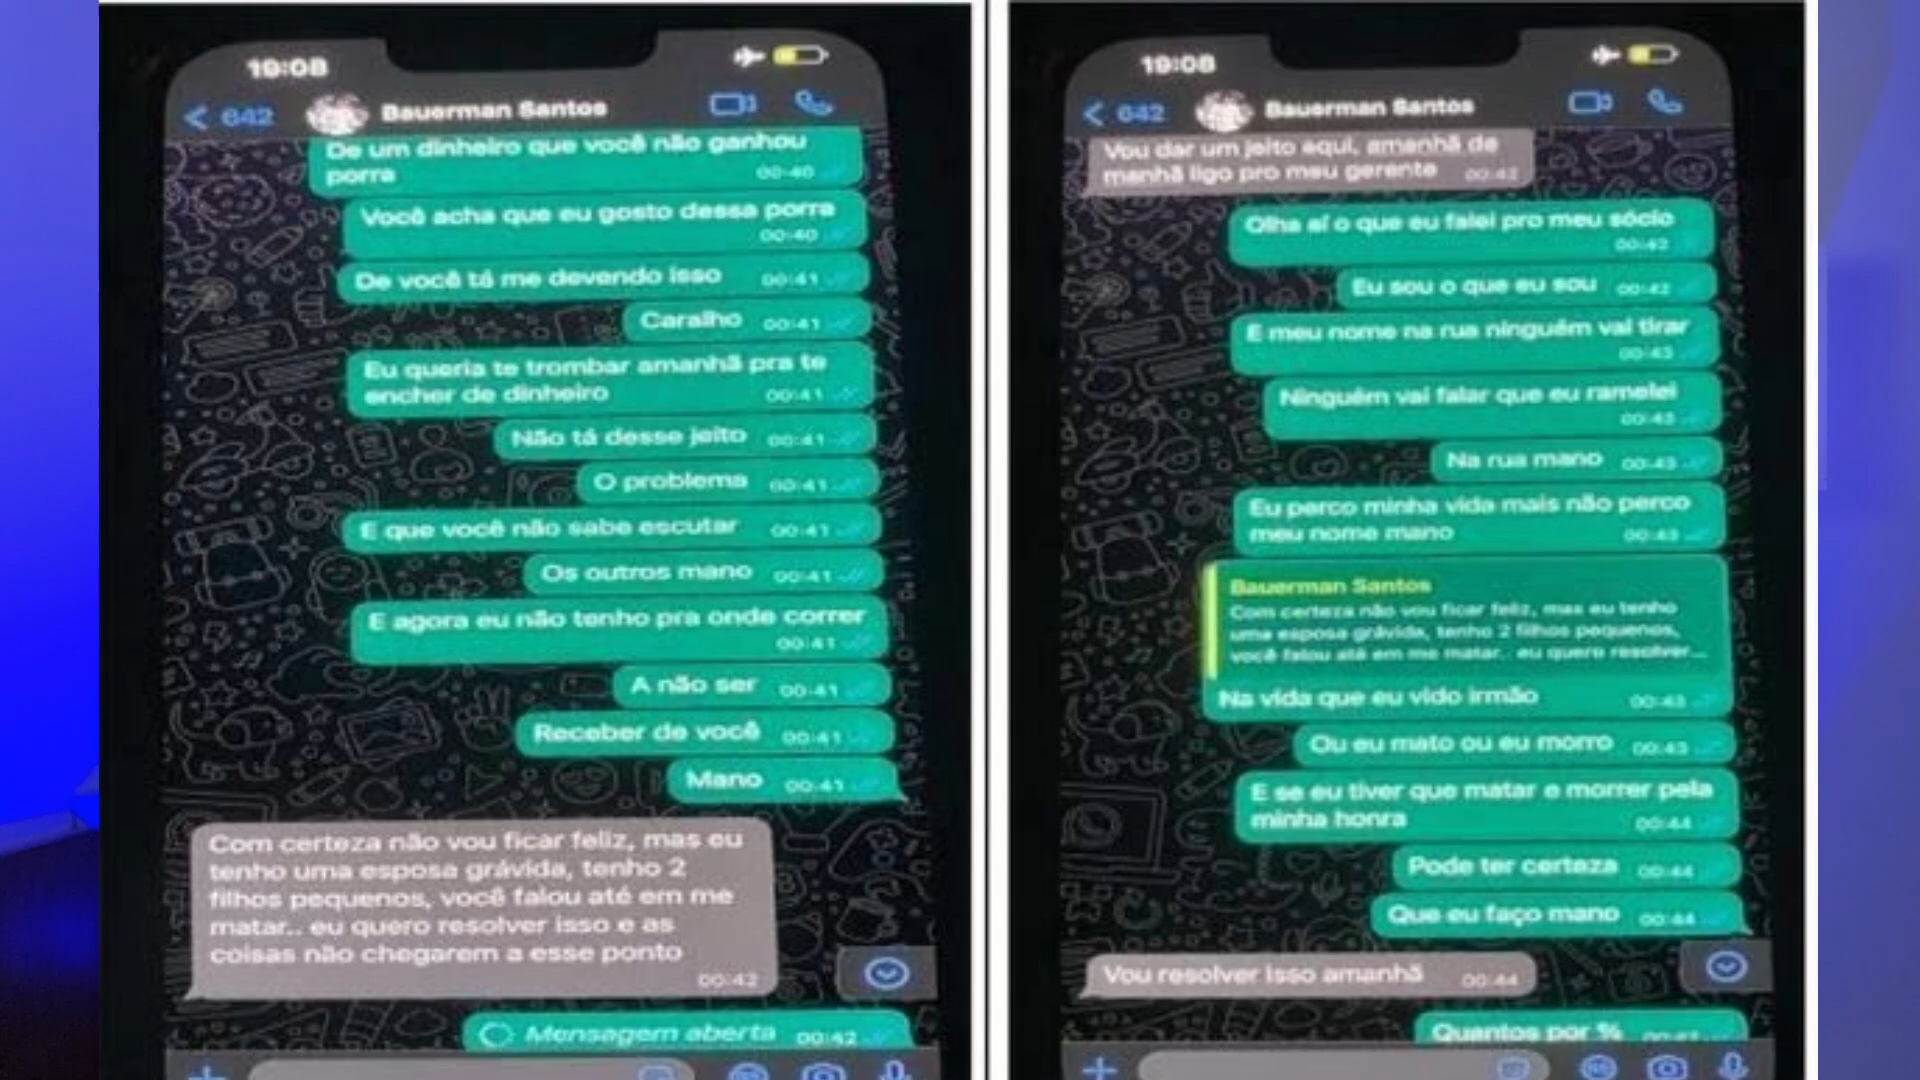 19:08
642
Bauerman Santos
De um dinheiro que você não ganhou
porra
00:40
Você acha que eu gosto dessa porra
00:40
De você tá me devendo isso 00:41
Caralho 00:41
Eu queria te trombar amanhã pra te
encher de dinheiro 00:41
Não tá desse jeito 00:41
O problema 00:41
E que você não sabe escutar 00:41
Os outros mano 00:41
E agora eu não tenho pra onde correr
00:41
A não ser 00:41
Receber de você 00:41
Mano 00:41
Com certeza não vou ficar feliz, mas eu
tenho uma esposa grávida, tenho 2
filhos pequenos, você falou até em me
matar.. eu quero resolver isso e as
coisas não chegarem a esse ponto
00:42
Mensagem aberta 00:42
19:08
642
Bauerman Santos
Vou dar um jeito aqui, amanhã de
manhã ligo pro meu gerente 00:42
Olha aí o que eu falei pro meu sócio
00:42
Eu sou o que eu sou 00:42
E meu nome na rua ninguém vai tirar
00:43
Ninguém vai falar que eu ramelei
00:43
Na rua mano 00:43
Eu perco minha vida mais não perco
meu nome mano 00:43
Bauerman Santos
Com certeza não vou ficar feliz, mas eu tenho
uma esposa grávida, tenho 2 filhos pequenos,
você falou até em me matar.. eu quero resolver...
Na vida que eu vido irmão 00:43
Ou eu mato ou eu morro 00:43
E se eu tiver que matar e morrer pela
minha honra 00:44
Pode ter certeza 00:44
Que eu faço mano 00:44
Vou resolver isso amanhã 00:44
Quantos por %